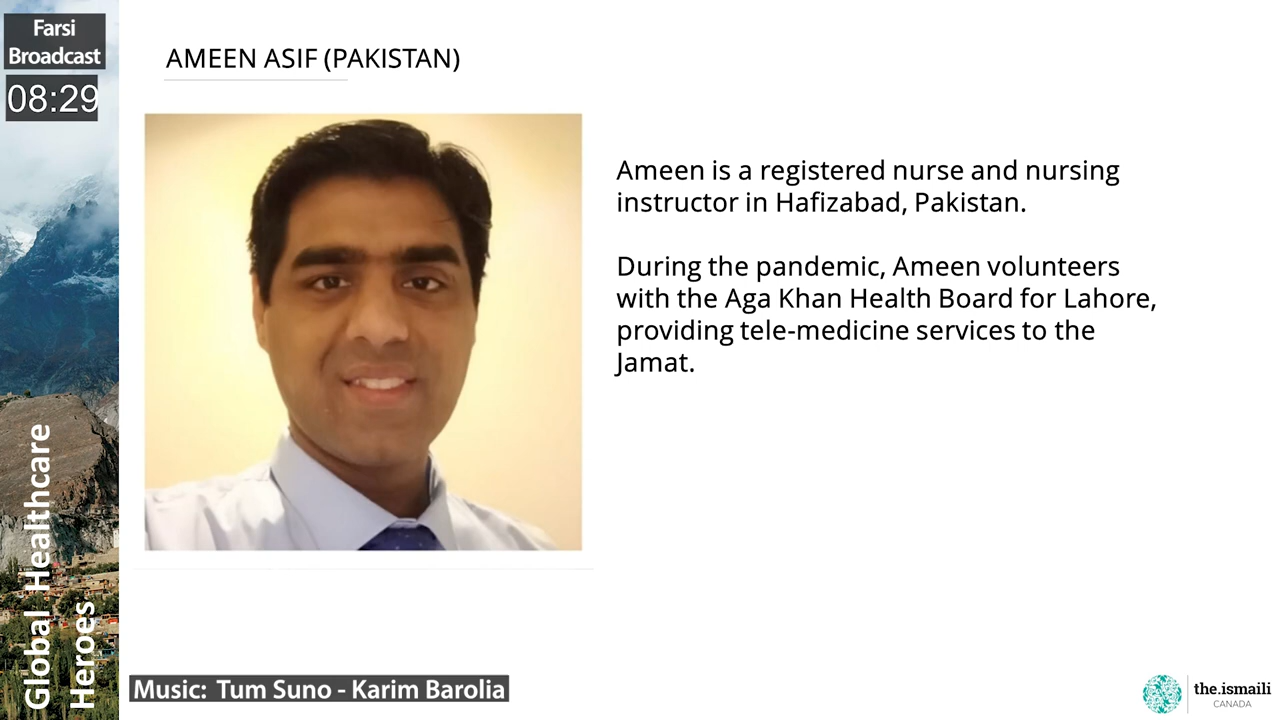 Farsi
Broadcast
08:29
AMEEN ASIF (PAKISTAN)
Ameen is a registered nurse and nursing
instructor in Hafizabad, Pakistan.
During the pandemic, Ameen volunteers
with the Aga Khan Health Board for Lahore,
providing tele-medicine services to the
Jamat.
Global Healthcare
Heroes
Music: Tum Suno - Karim Barolia
the.ismaili
CANADA